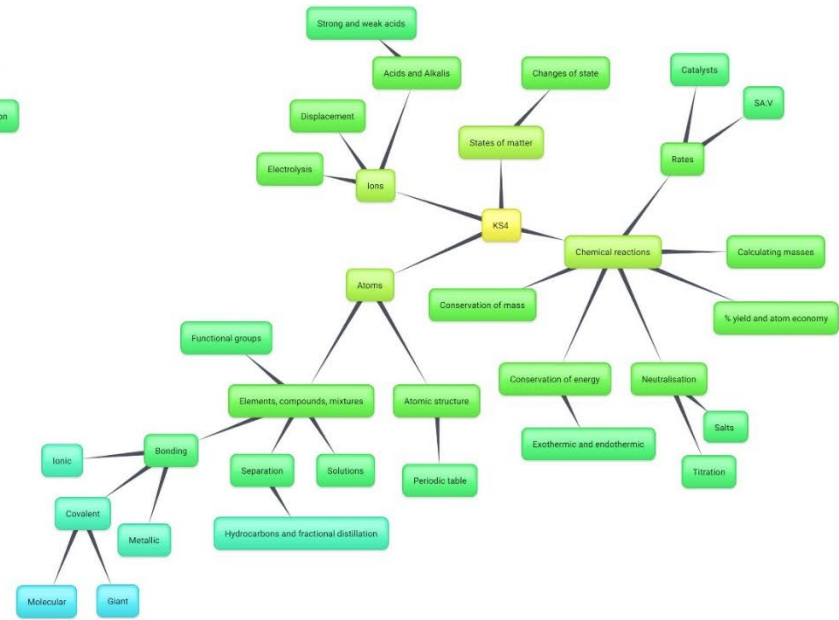 Strong and weak acids
Acids and Alkalis
Changes of state
Catalysts
SA:V
on
Displacement
States of matter
Rates
Electrolysis
Ions
KS4
Chemical reactions
Calculating masses
Atoms
Conservation of mass
% yield and atom economy
Functional groups
Elements, compounds, mixtures
Atomic structure
Conservation of energy
Neutralisation
Salts
Exothermic and endothermic
Bonding
Ionic
Separation
Solutions
Periodic table
Titration
Covalent
Metallic
Hydrocarbons and fractional distillation
Molecular
Giant